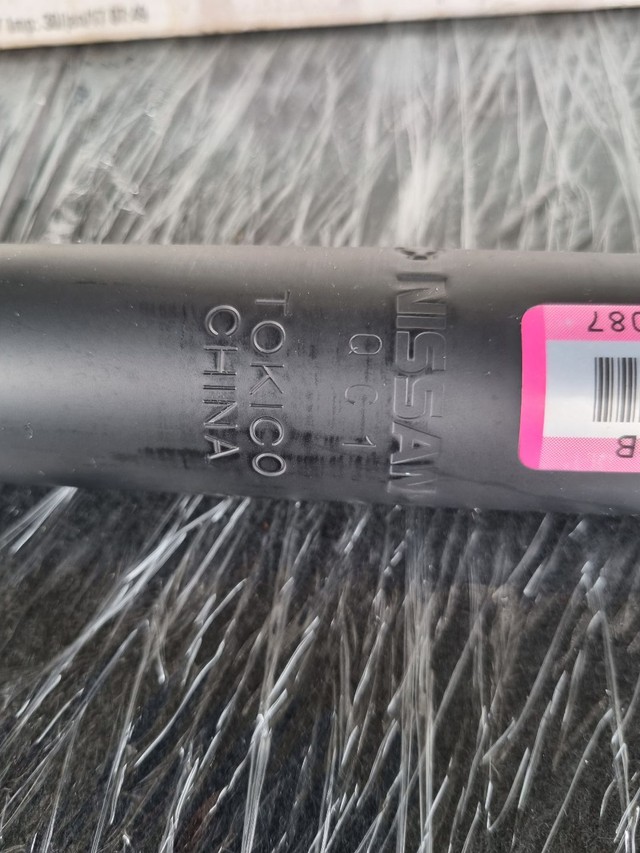 NISSAN
QC1
TOKICO
CHINA
087
B